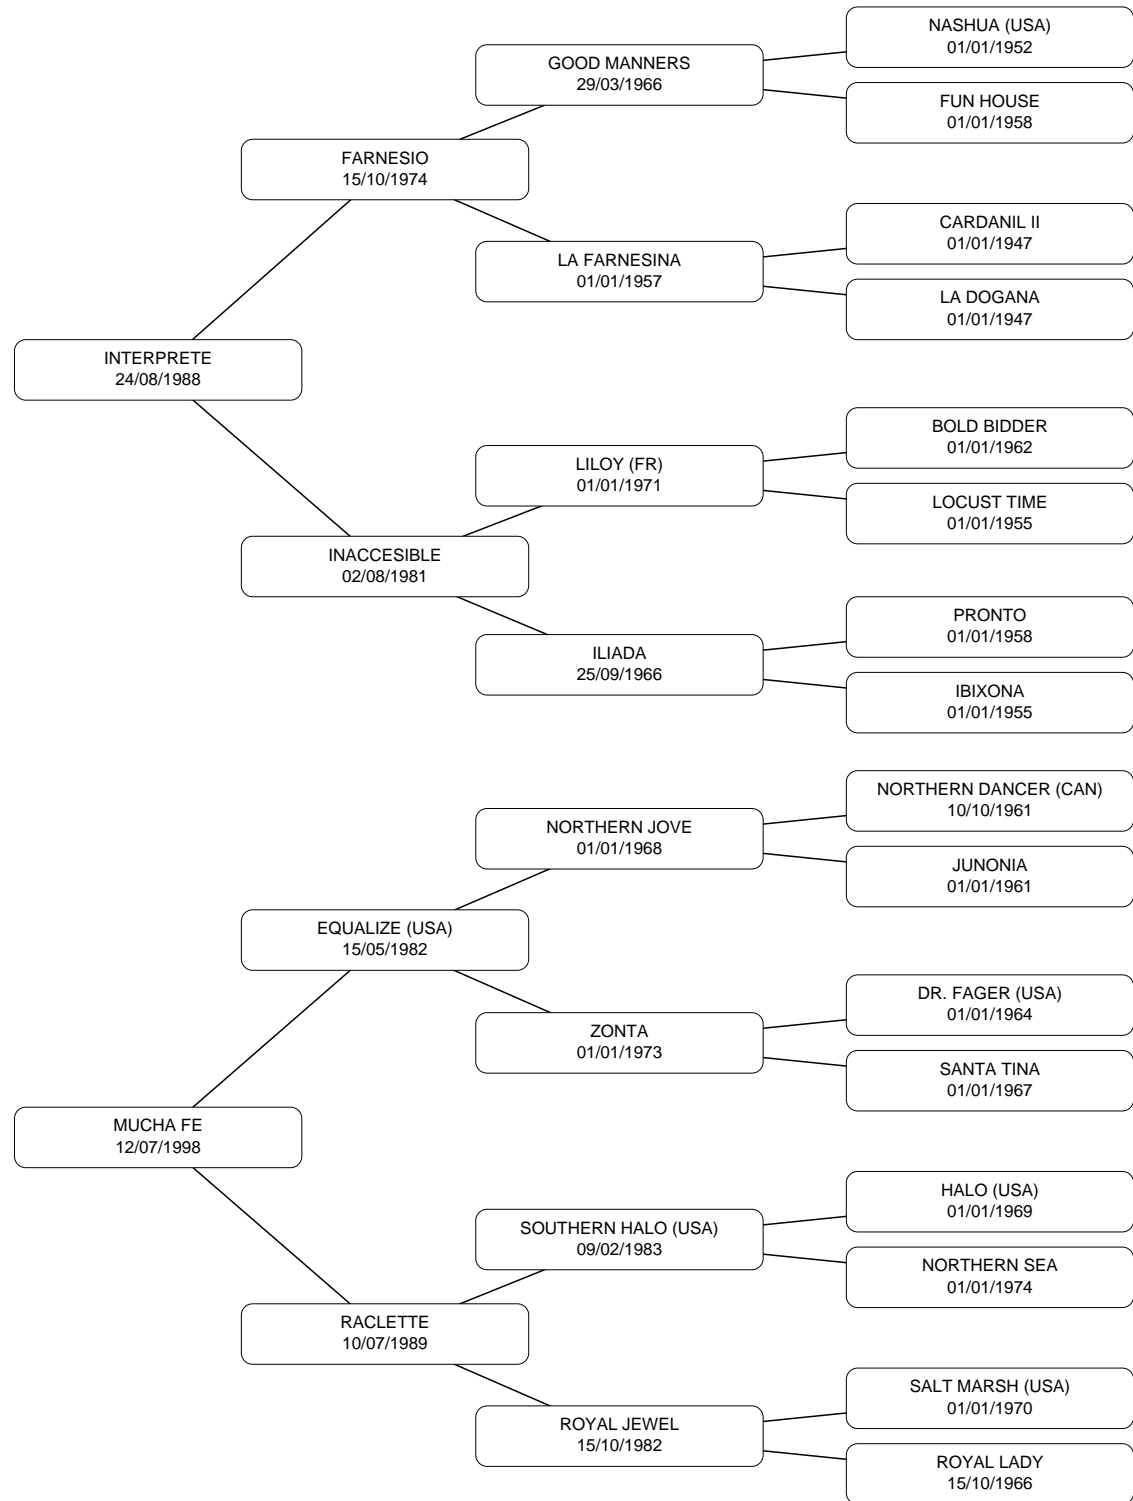 NASHUA (USA)
01/01/1952
GOOD MANNERS
29/03/1966
FUN HOUSE
01/01/1958
FARNESIO
15/10/1974
CARDANIL II
01/01/1947
LA FARNESINA
01/01/1957
LA DOGANA
01/01/1947
INTERPRETE
24/08/1988
BOLD BIDDER
01/01/1962
LILOY (FR)
01/01/1971
LOCUST TIME
01/01/1955
INACCESIBLE
02/08/1981
PRONTO
01/01/1958
ILIADA
25/09/1966
IBIXONA
01/01/1955
NORTHERN DANCER (CAN)
10/10/1961
NORTHERN JOVE
01/01/1968
JUNONIA
01/01/1961
EQUALIZE (USA)
15/05/1982
DR. FAGER (USA)
01/01/1964
ZONTA
01/01/1973
SANTA TINA
01/01/1967
MUCHA FE
12/07/1998
HALO (USA)
01/01/1969
SOUTHERN HALO (USA)
09/02/1983
NORTHERN SEA
01/01/1974
RACLETTE
10/07/1989
SALT MARSH (USA)
01/01/1970
ROYAL JEWEL
15/10/1982
ROYAL LADY
15/10/1966